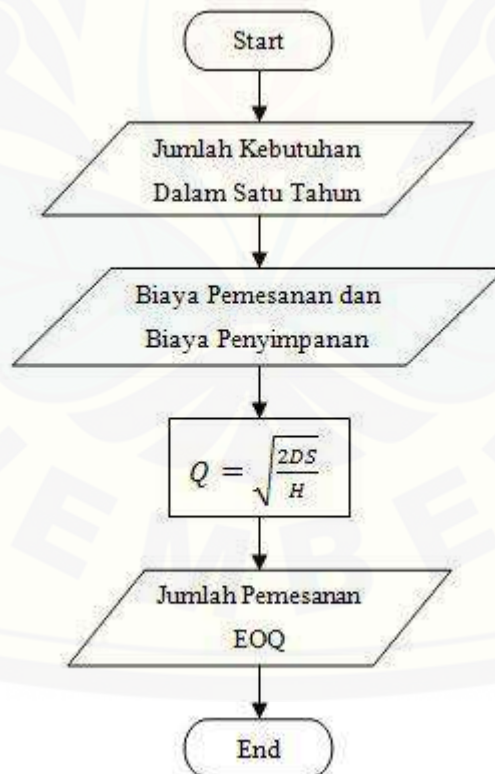 Start
Jumlah Kebutuhan
Dalam Satu Tahun
Biaya Pemesanan dan
Biaya Penyimpanan
Q = √(2DS/H)
Jumlah Pemesanan
EOQ
End